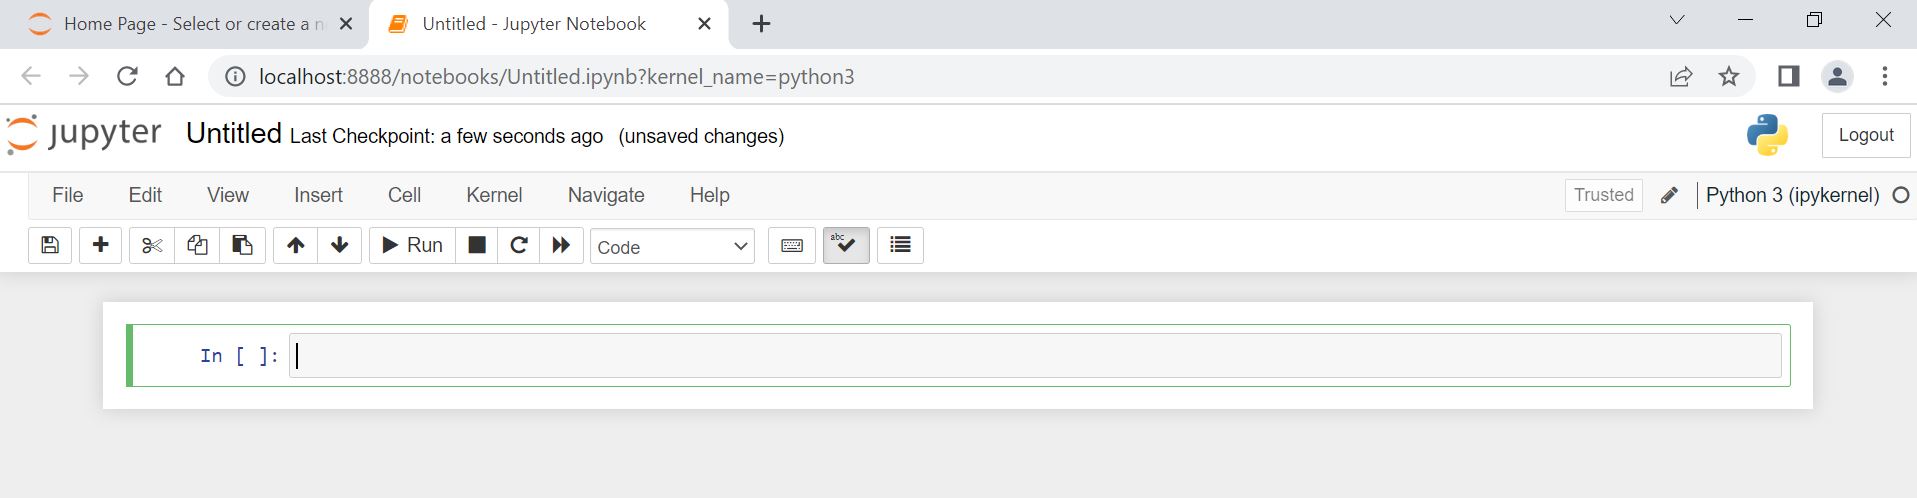 Home Page - Select or create a n
Untitled - Jupyter Notebook
localhost:8888/notebooks/Untitled.ipynb?kernel_name=python3
jupyter Untitled Last Checkpoint: a few seconds ago (unsaved changes)
Logout
File Edit View Insert Cell Kernel Navigate Help
Trusted
Python 3 (ipykernel)
Run
Code
abc
In [ ]: